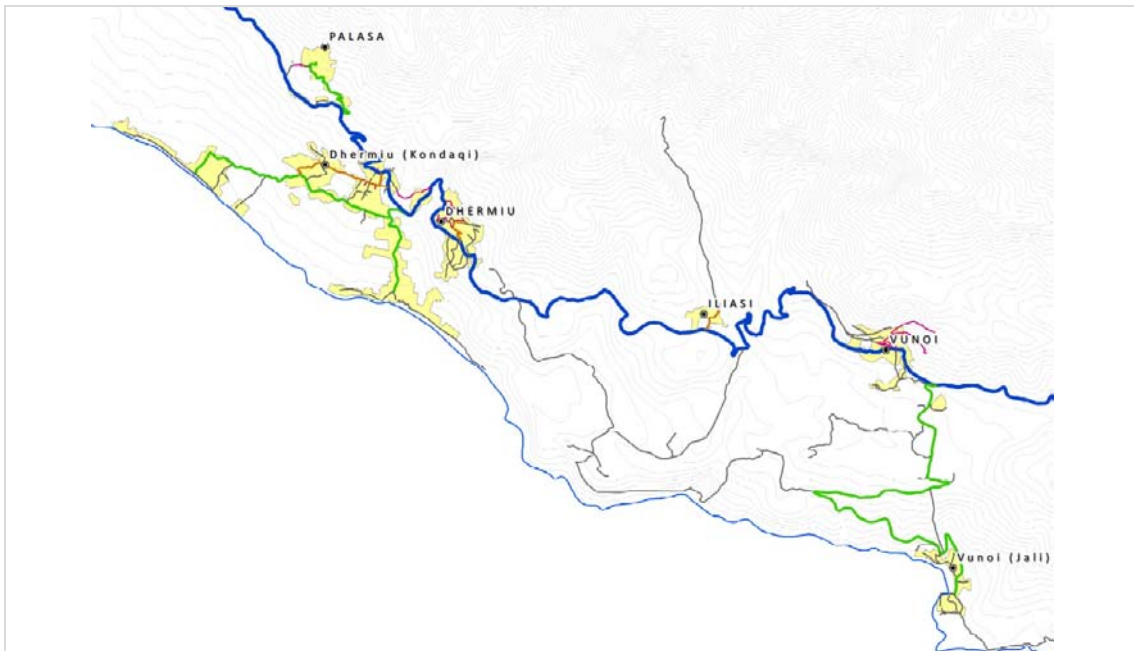 PALASA
Dhermiu (Kondaqi)
DHERMIU
ILIASI
VUNOI
Vunoi (Jali)